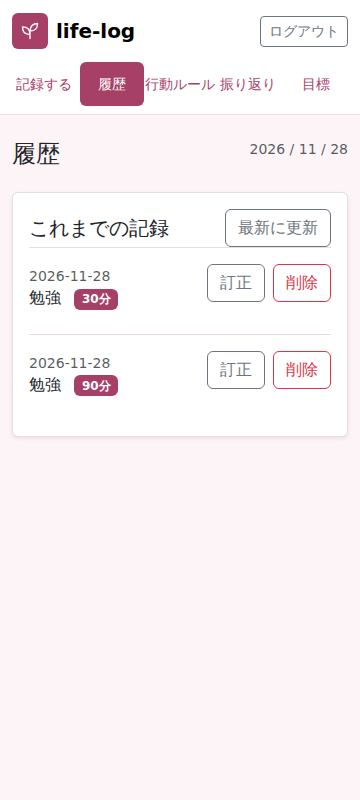 life-log ログアウト
記録する 履歴 行動ルール 振り返り 目標
履歴 2026 / 11 / 28
これまでの記録 最新に更新
2026-11-28 訂正 削除
勉強 30分
2026-11-28 訂正 削除
勉強 90分